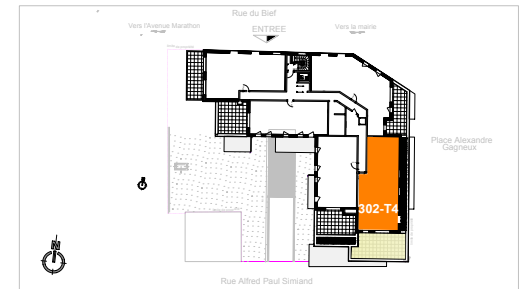 Rue du Bief
Vers l'Avenue Marathon
ENTREE
Vers la mairie
Place Alexandre
Gagneux
302-T4
N
Rue Alfred Paul Simiand